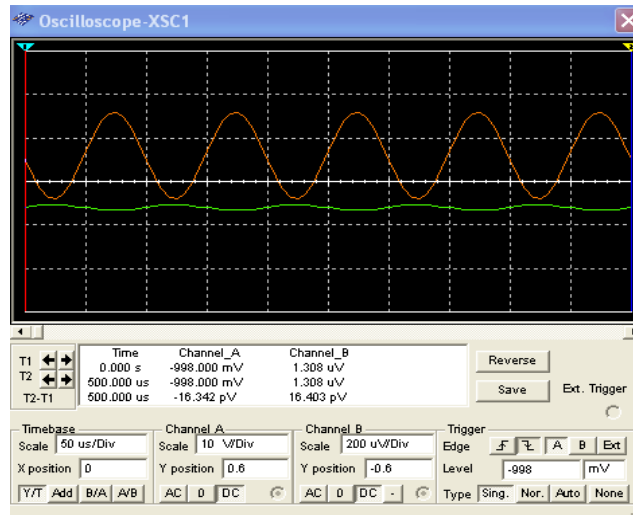 Oscilloscope-XSC1
1
2
T1
T2
T2-T1
Time Channel_A Channel_B
0.000 s -998.000 mV 1.308 uV
500.000 us -998.000 mV 1.308 uV
500.000 us -16.342 pV 16.403 pV
Reverse
Save
Ext. Trigger
Timebase
Scale 50 us/Div
X position 0
Y/T Add B/A A/B
Channel A
Scale 10 V/Div
Y position 0.6
AC 0 DC
Channel B
Scale 200 uV/Div
Y position -0.6
AC 0 DC -
Trigger
Edge A B Ext
Level -998 mV
Type Sing. Nor. Auto None